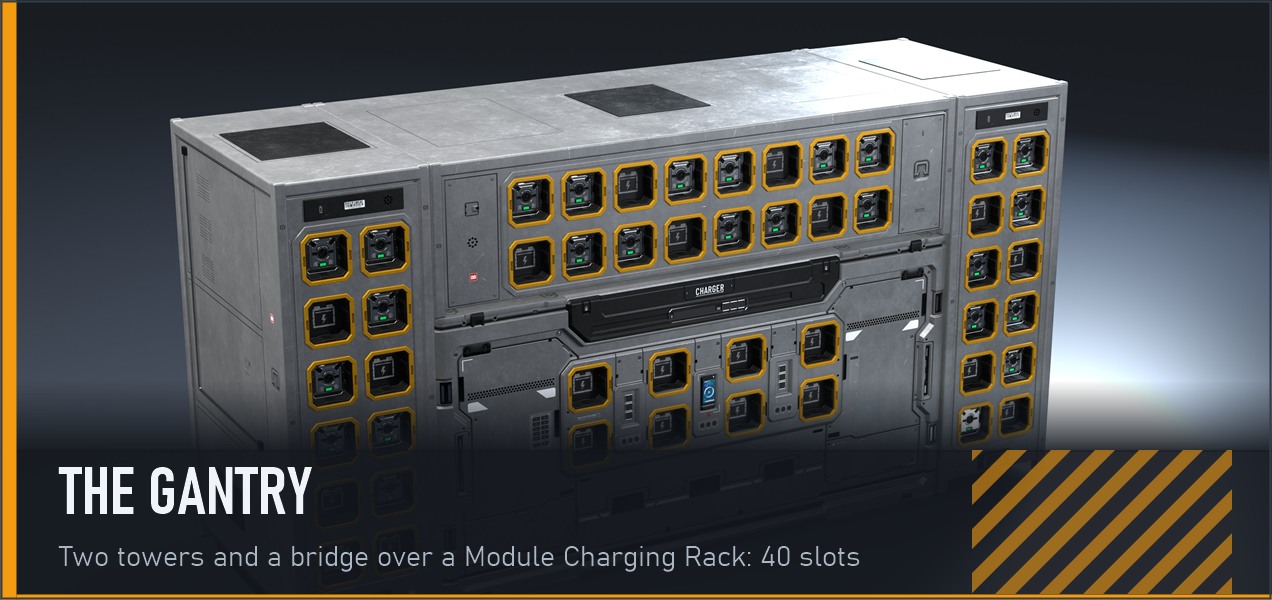 CHARGER
THE GANTRY
Two towers and a bridge over a Module Charging Rack: 40 slots